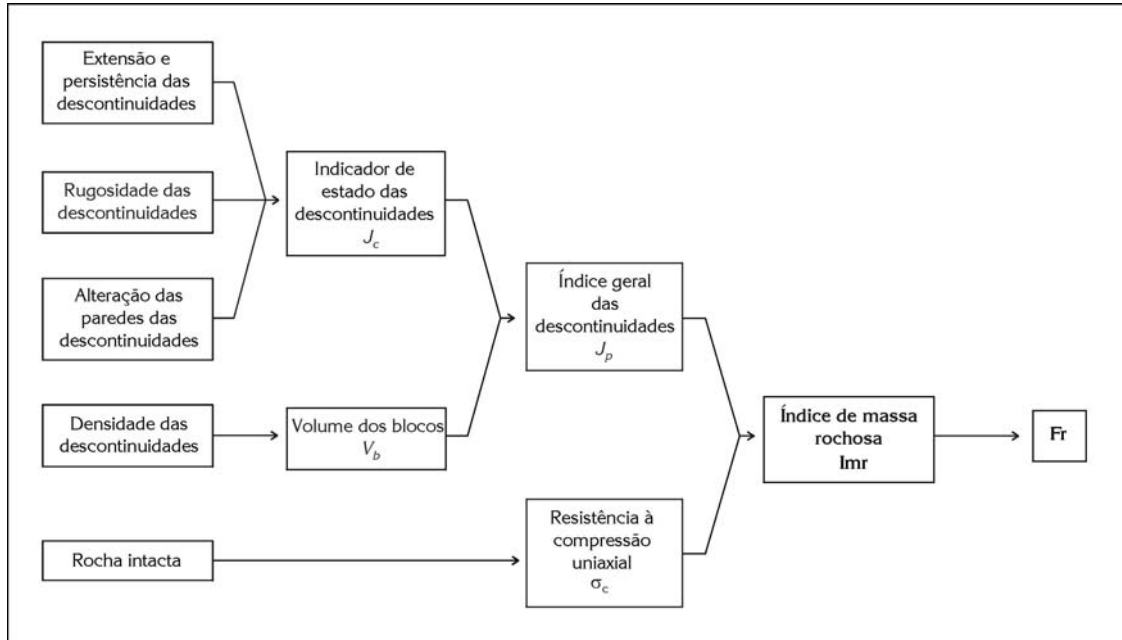 Extensão e
persistência das
descontinuidades
Rugosidade das
descontinuidades
Alteração das
paredes das
descontinuidades
Densidade das
descontinuidades
Rocha intacta
Indicador de
estado das
descontinuidades
J_c
Volume dos blocos
V_b
Índice geral
das
descontinuidades
J_p
Resistência à
compressão
uniaxial
σ_c
Índice de massa
rochosa
Imr
Fr